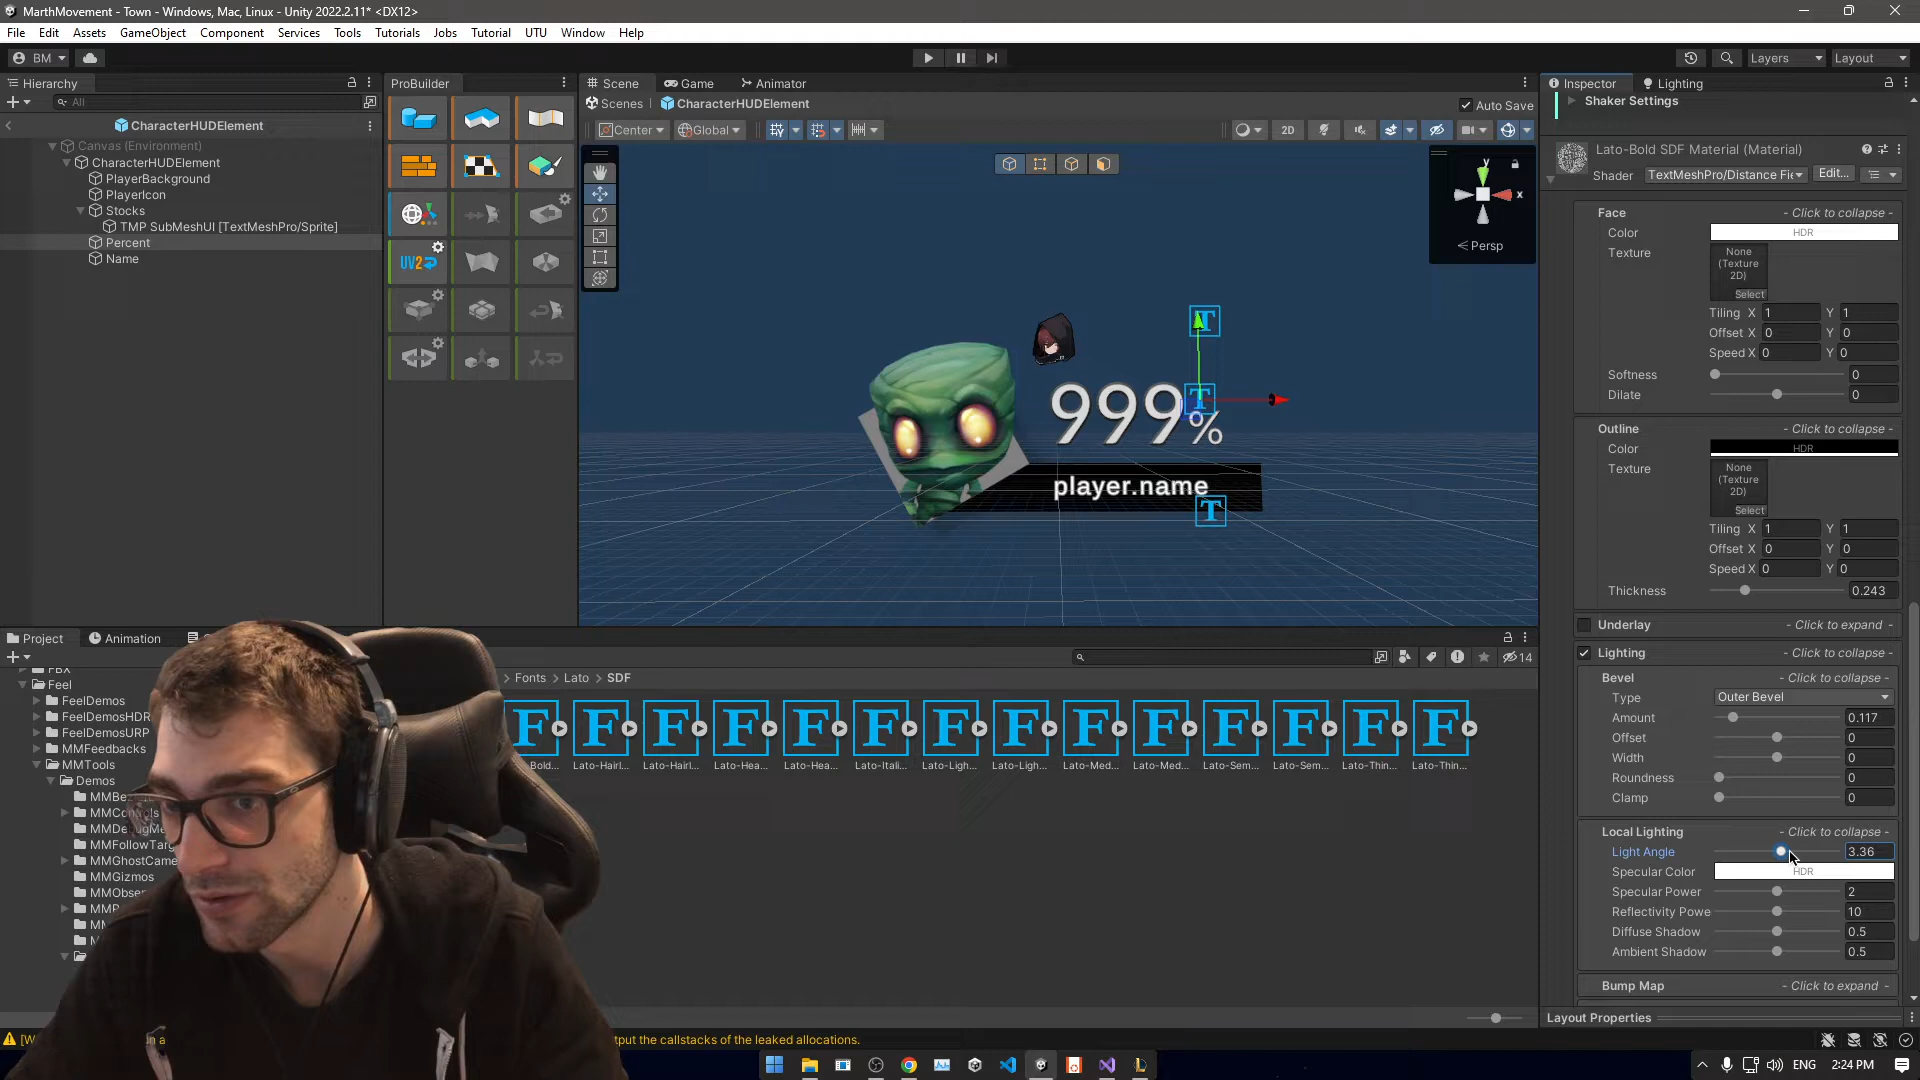 MarthMovement - Town - Windows, Mac, Linux - Unity 2022.2.11* <DX12>
File Edit Assets GameObject Component Services Tools Tutorials Jobs Tutorial UTU Window Help
BM Layers Layout
Hierarchy
All
CharacterHUDElement
Canvas (Environment)
CharacterHUDElement
PlayerBackground
PlayerIcon
Stocks
TMP SubMeshUI [TextMeshPro/Sprite]
Percent
Name
ProBuilder
UV2
Scene Game Animator
Scenes CharacterHUDElement Auto Save
Center Global 2D
y
x
Persp
999%
player.name
T
T
T
Inspector Lighting
Shaker Settings
Lato-Bold SDF Material (Material)
Shader TextMeshPro/Distance Fie Edit...
Face - Click to collapse -
Color HDR
Texture None (Texture 2D) Select
Tiling X 1 Y 1
Offset X 0 Y 0
Speed X 0 Y 0
Softness 0
Dilate 0
Outline - Click to collapse -
Color HDR
Texture None (Texture 2D) Select
Tiling X 1 Y 1
Offset X 0 Y 0
Speed X 0 Y 0
Thickness 0.243
Underlay - Click to expand -
Lighting - Click to collapse -
Bevel - Click to collapse -
Type Outer Bevel
Amount 0.117
Offset 0
Width 0
Roundness 0
Clamp 0
Local Lighting - Click to collapse -
Light Angle 3.36
Specular Color HDR
Specular Power 2
Reflectivity Powe 10
Diffuse Shadow 0.5
Ambient Shadow 0.5
Bump Map - Click to expand -
Layout Properties
Project Animation
14
FBX
Feel
FeelDemos
FeelDemosHDR
FeelDemosURP
MMFeedbacks
MMTools
Demos
MMBe
MMCon
MMDebugMe
MMFollowTarg
MMGhostCame
MMGizmos
MMObser
Fonts > Lato > SDF
Bold... Lato-Hairl... Lato-Hairl... Lato-Hea... Lato-Hea... Lato-Itali... Lato-Ligh... Lato-Ligh... Lato-Med... Lato-Med... Lato-Sem... Lato-Sem... Lato-Thin... Lato-Thin...
tput the callstacks of the leaked allocations.
ENG 2:24 PM